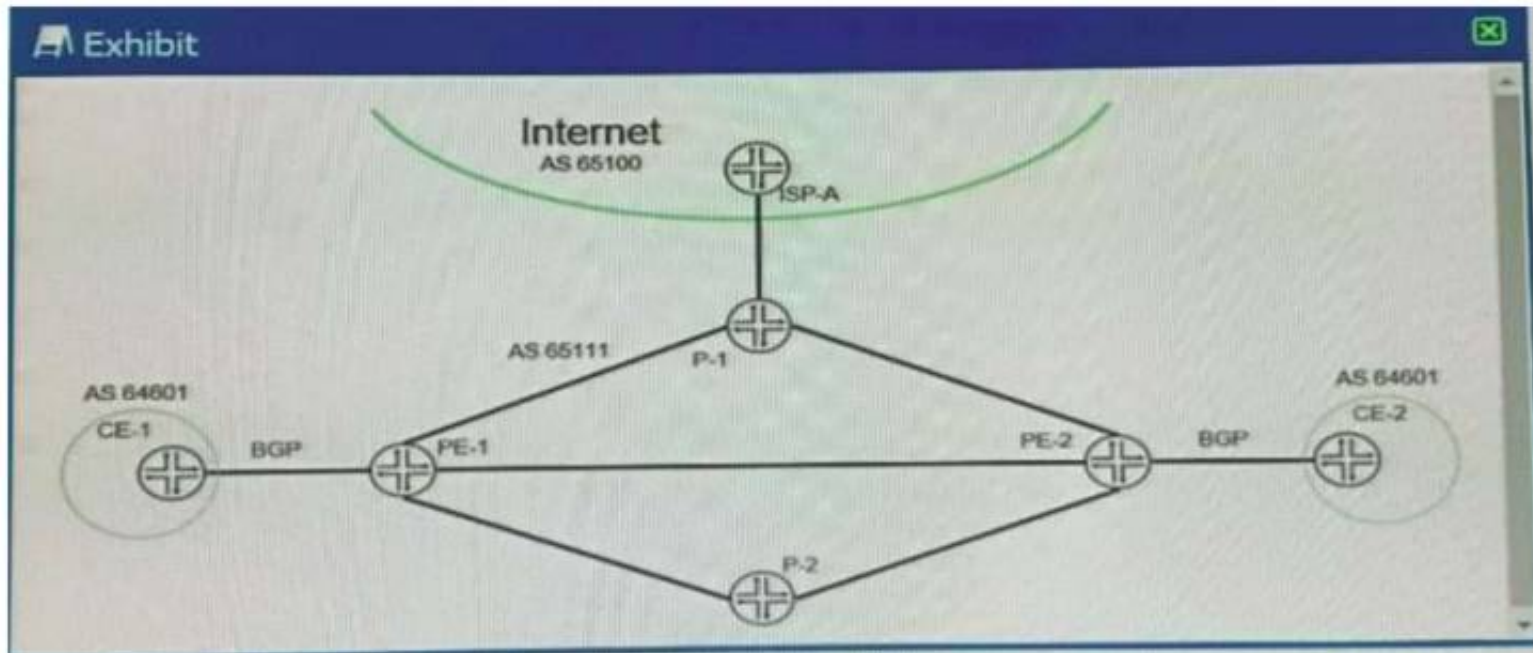 Exhibit
Internet
AS 65100
ISP-A
AS 65111
P-1
AS 64601
CE-1
BGP
PE-1
PE-2
BGP
AS 64601
CE-2
P-2